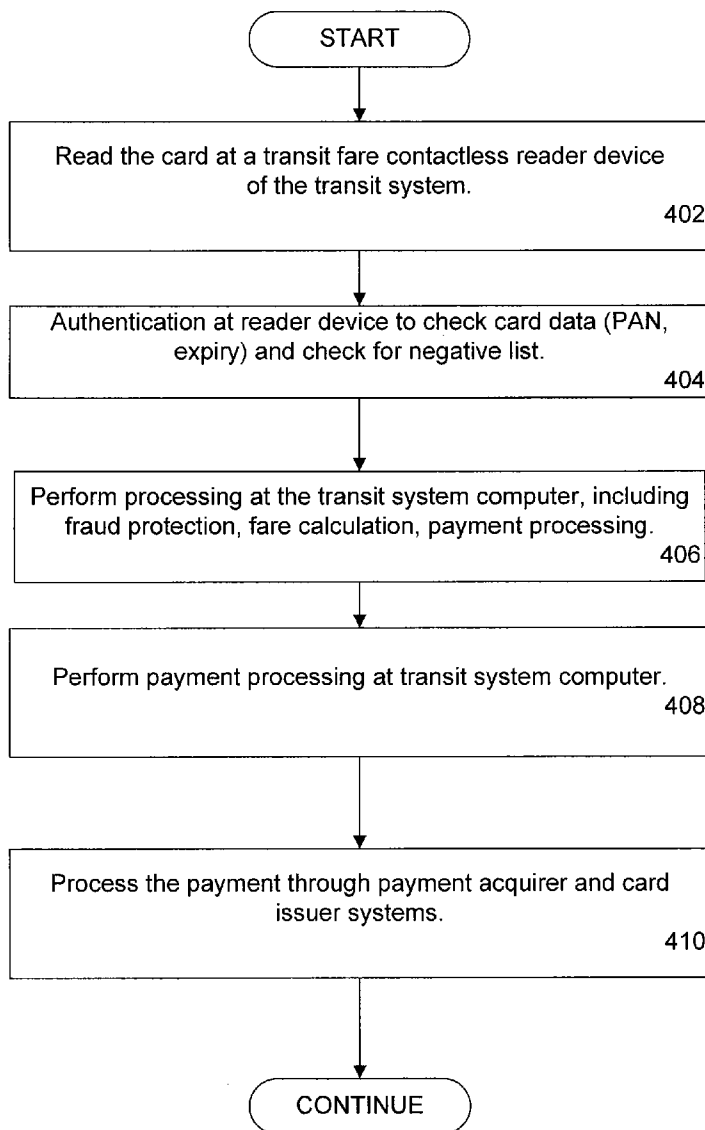 START
Read the card at a transit fare contactless reader device
of the transit system.
402
Authentication at reader device to check card data (PAN,
expiry) and check for negative list.
404
Perform processing at the transit system computer, including
fraud protection, fare calculation, payment processing.
406
Perform payment processing at transit system computer.
408
Process the payment through payment acquirer and card
issuer systems.
410
CONTINUE